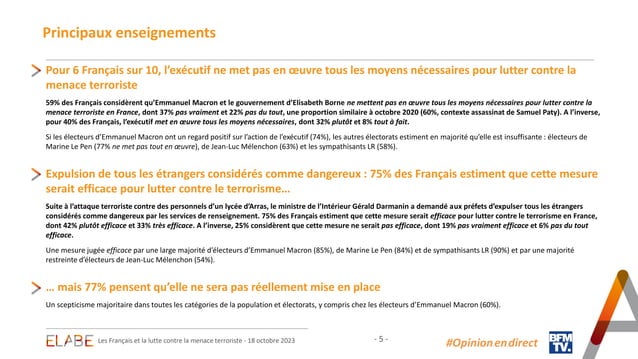 Principaux enseignements
Pour 6 Français sur 10, l’exécutif ne met pas en œuvre tous les moyens nécessaires pour lutter contre la
menace terroriste
59% des Français considèrent qu’Emmanuel Macron et le gouvernement d’Elisabeth Borne ne mettent pas en œuvre tous les moyens nécessaires pour lutter contre la
menace terroriste en France, dont 37% pas vraiment et 22% pas du tout, une proportion similaire à octobre 2020 (60%, contexte assassinat de Samuel Paty). A l’inverse,
pour 40% des Français, l’exécutif met en œuvre tous les moyens nécessaires, dont 32% plutôt et 8% tout à fait.
Si les électeurs d’Emmanuel Macron ont un regard positif sur l’action de l’exécutif (74%), les autres électorats estiment en majorité qu’elle est insuffisante : électeurs de
Marine Le Pen (77% ne met pas tout en œuvre), de Jean-Luc Mélenchon (63%) et les sympathisants LR (58%).
Expulsion de tous les étrangers considérés comme dangereux : 75% des Français estiment que cette mesure
serait efficace pour lutter contre le terrorisme…
Suite à l’attaque terroriste contre des personnels d’un lycée d’Arras, le ministre de l’Intérieur Gérald Darmanin a demandé aux préfets d’expulser tous les étrangers
considérés comme dangereux par les services de renseignement. 75% des Français estiment que cette mesure serait efficace pour lutter contre le terrorisme en France,
dont 42% plutôt efficace et 33% très efficace. A l’inverse, 25% considèrent que cette mesure ne serait pas efficace, dont 19% pas vraiment efficace et 6% pas du tout
efficace.
Une mesure jugée efficace par une large majorité d’électeurs d’Emmanuel Macron (85%), de Marine Le Pen (84%) et de sympathisants LR (90%) et par une majorité
restreinte d’électeurs de Jean-Luc Mélenchon (54%).
… mais 77% pensent qu’elle ne sera pas réellement mise en place
Un scepticisme majoritaire dans toutes les catégories de la population et électorats, y compris chez les électeurs d’Emmanuel Macron (60%).
ELABE Les Français et la lutte contre la menace terroriste - 18 octobre 2023
- 5 -
#Opinion en direct
BFM
TV.